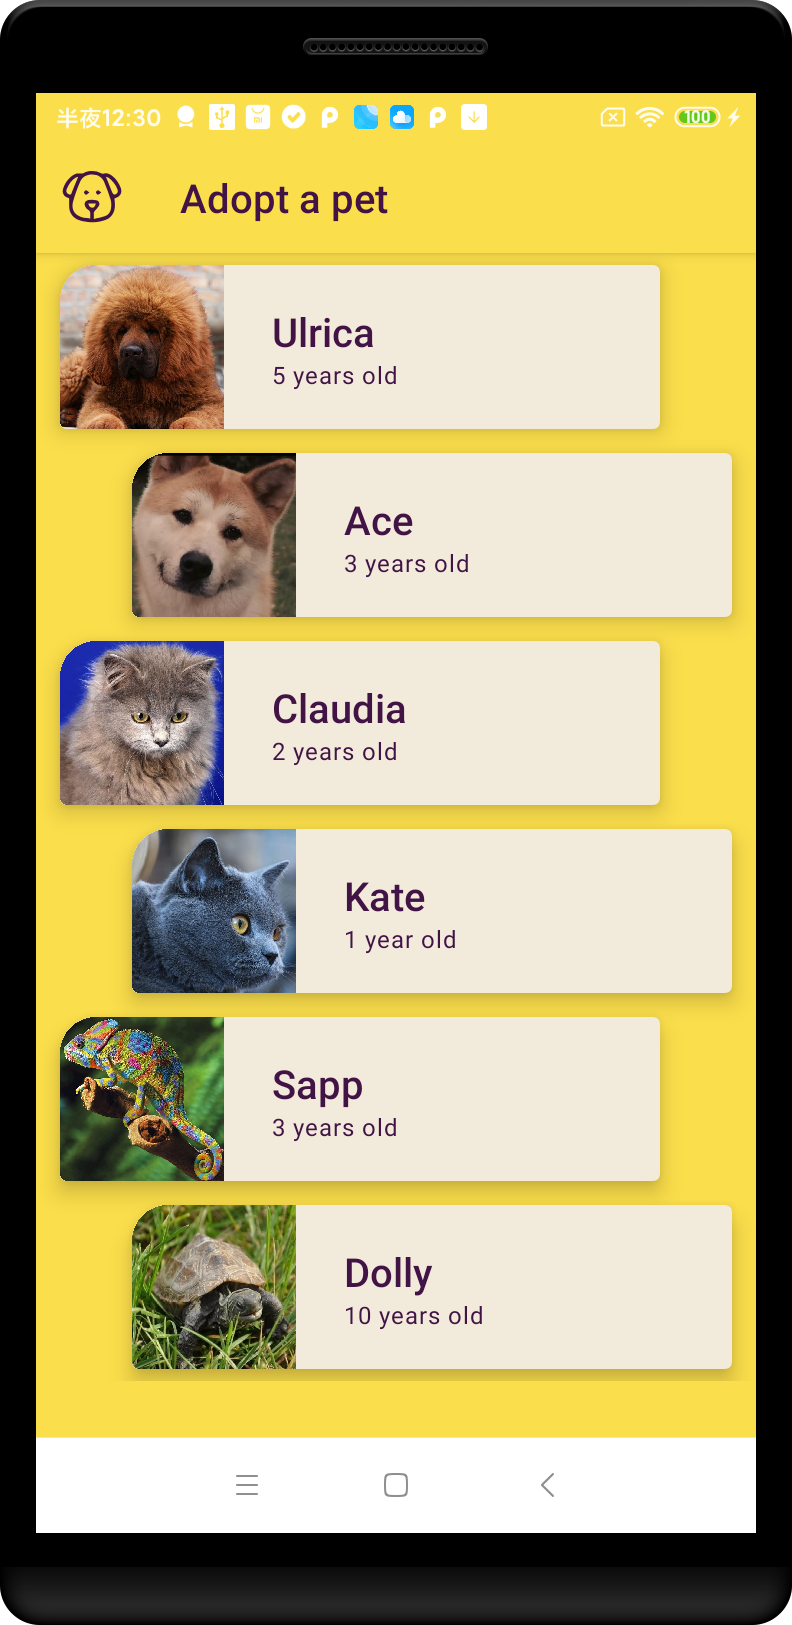 半夜12:30
100
Adopt a pet
Ulrica
5 years old
Ace
3 years old
Claudia
2 years old
Kate
1 year old
Sapp
3 years old
Dolly
10 years old